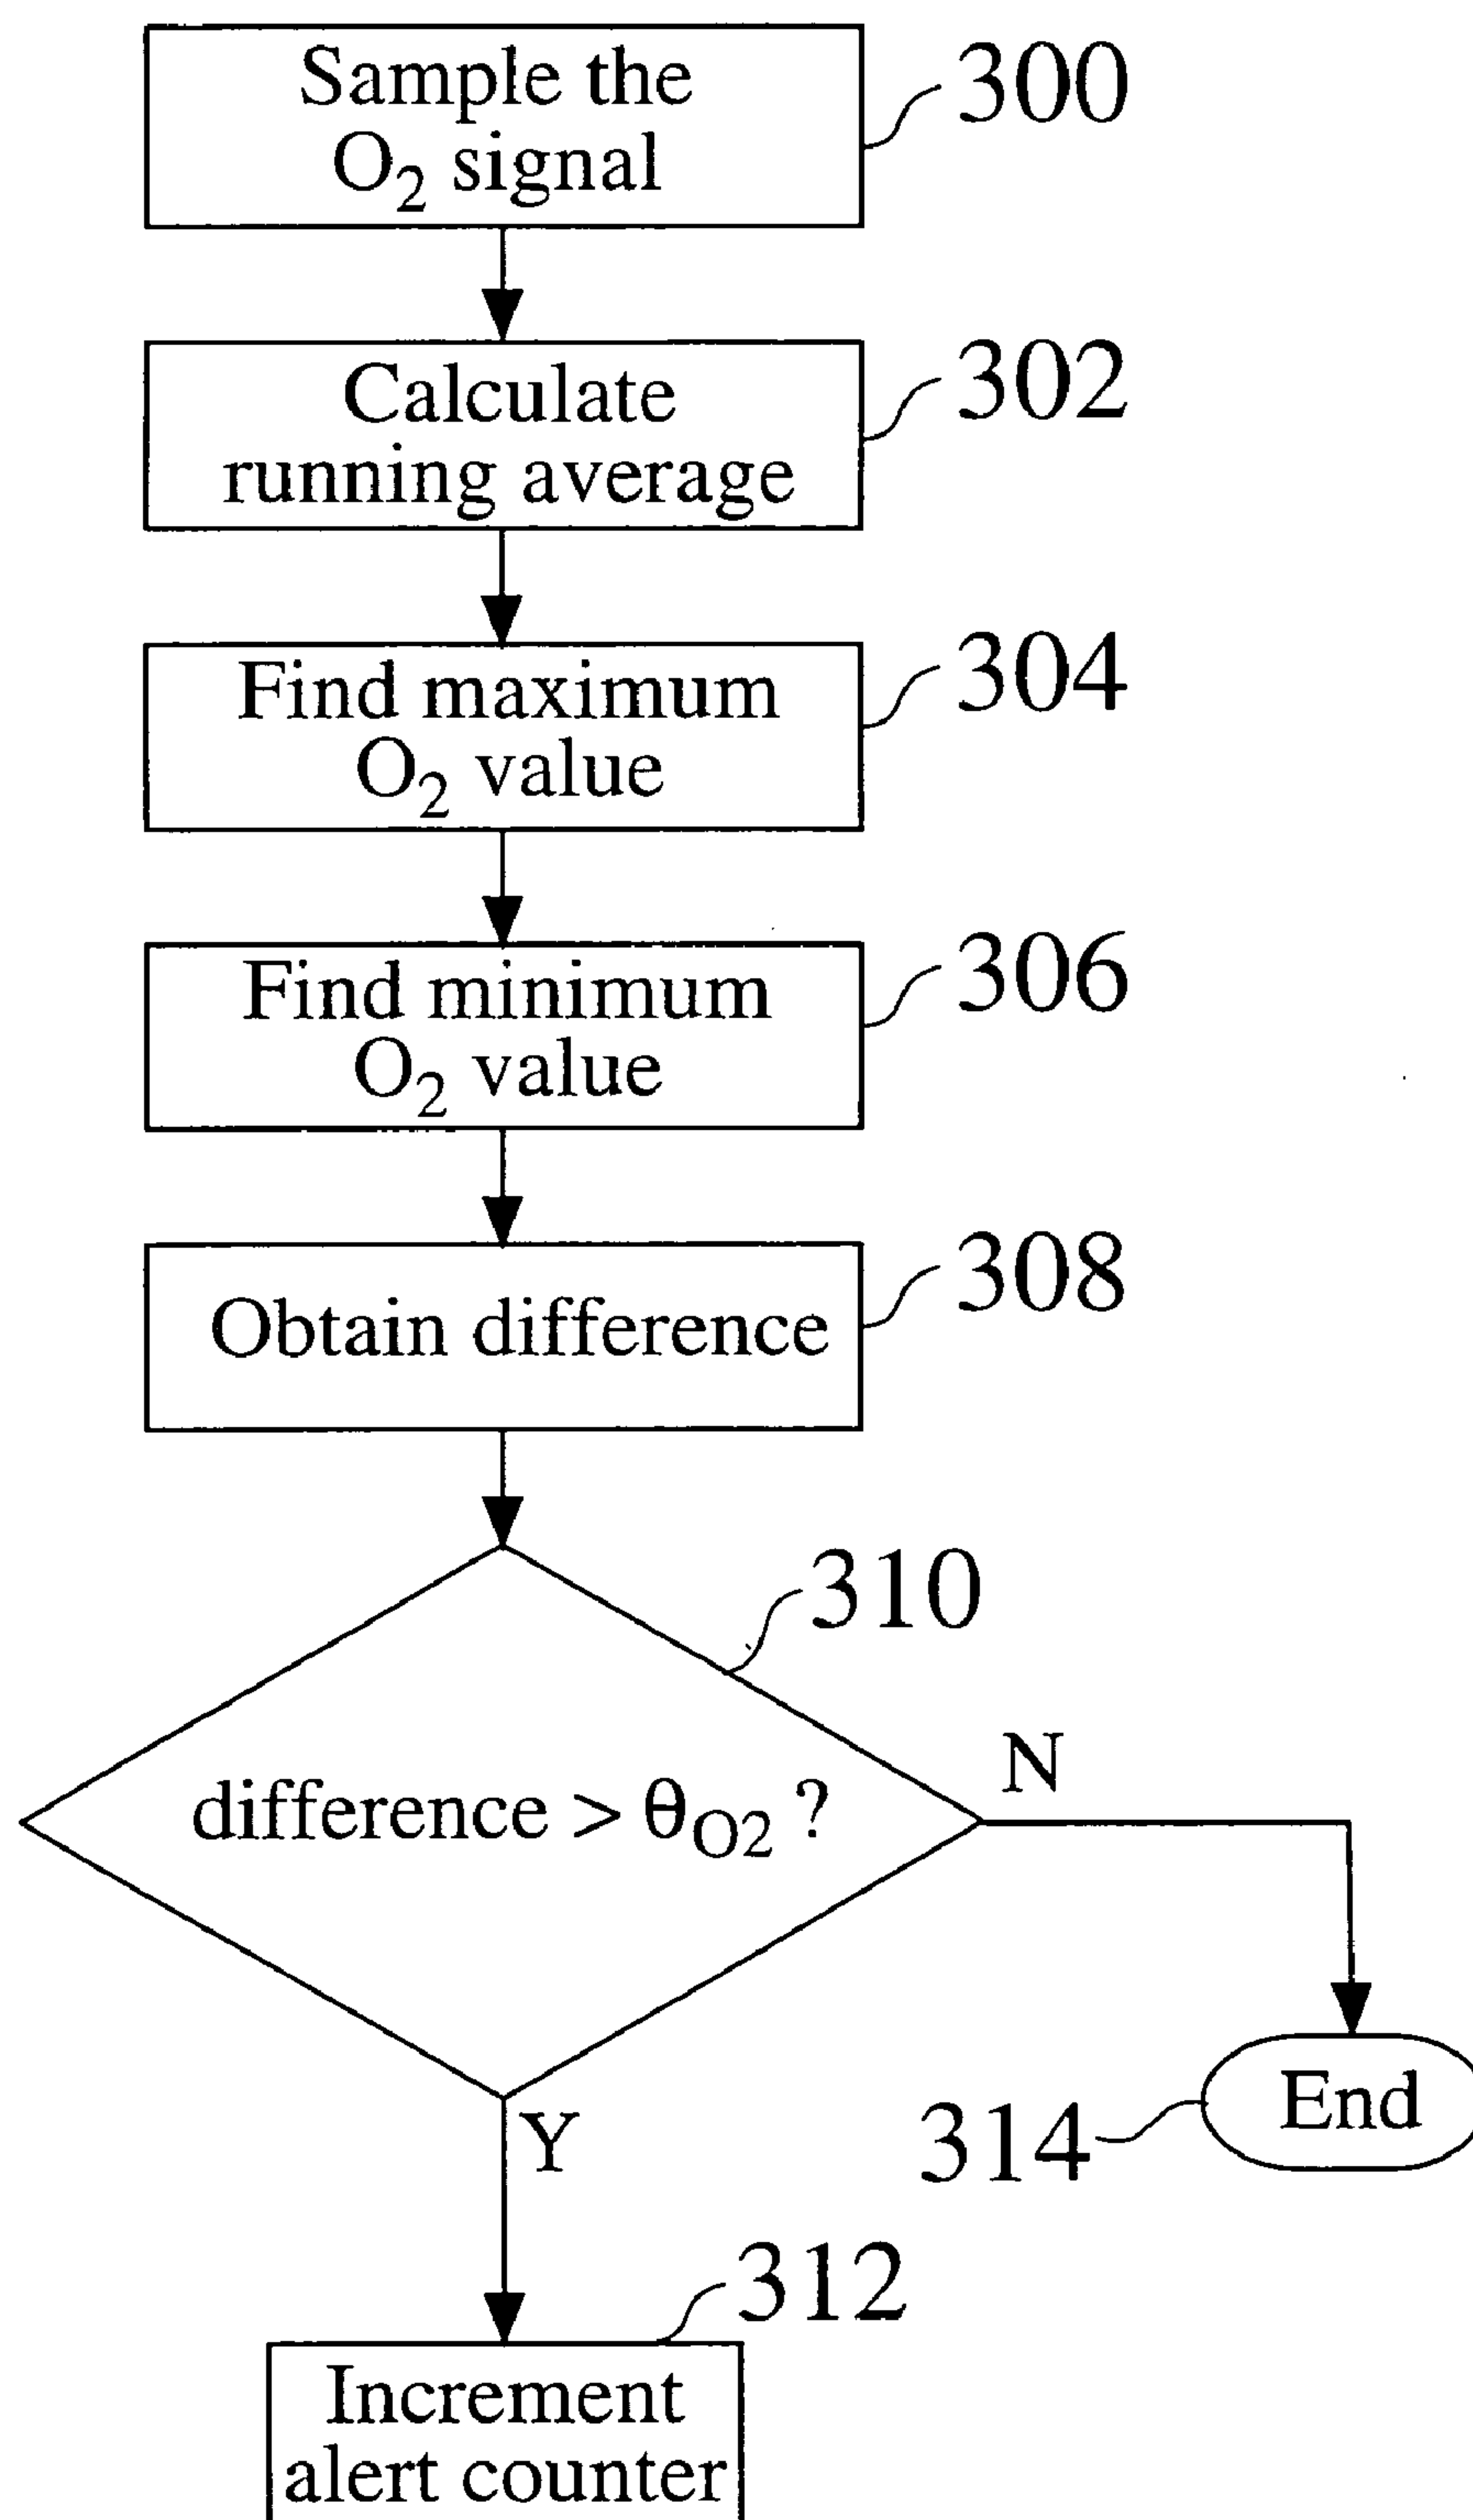 Sample the
O₂ signal
300
Calculate
running average
302
Find maximum
O₂ value
304
Find minimum
O₂ value
306
Obtain difference
308
310
difference > θ_O2 ?
N
Y
End
314
312
Increment
alert counter